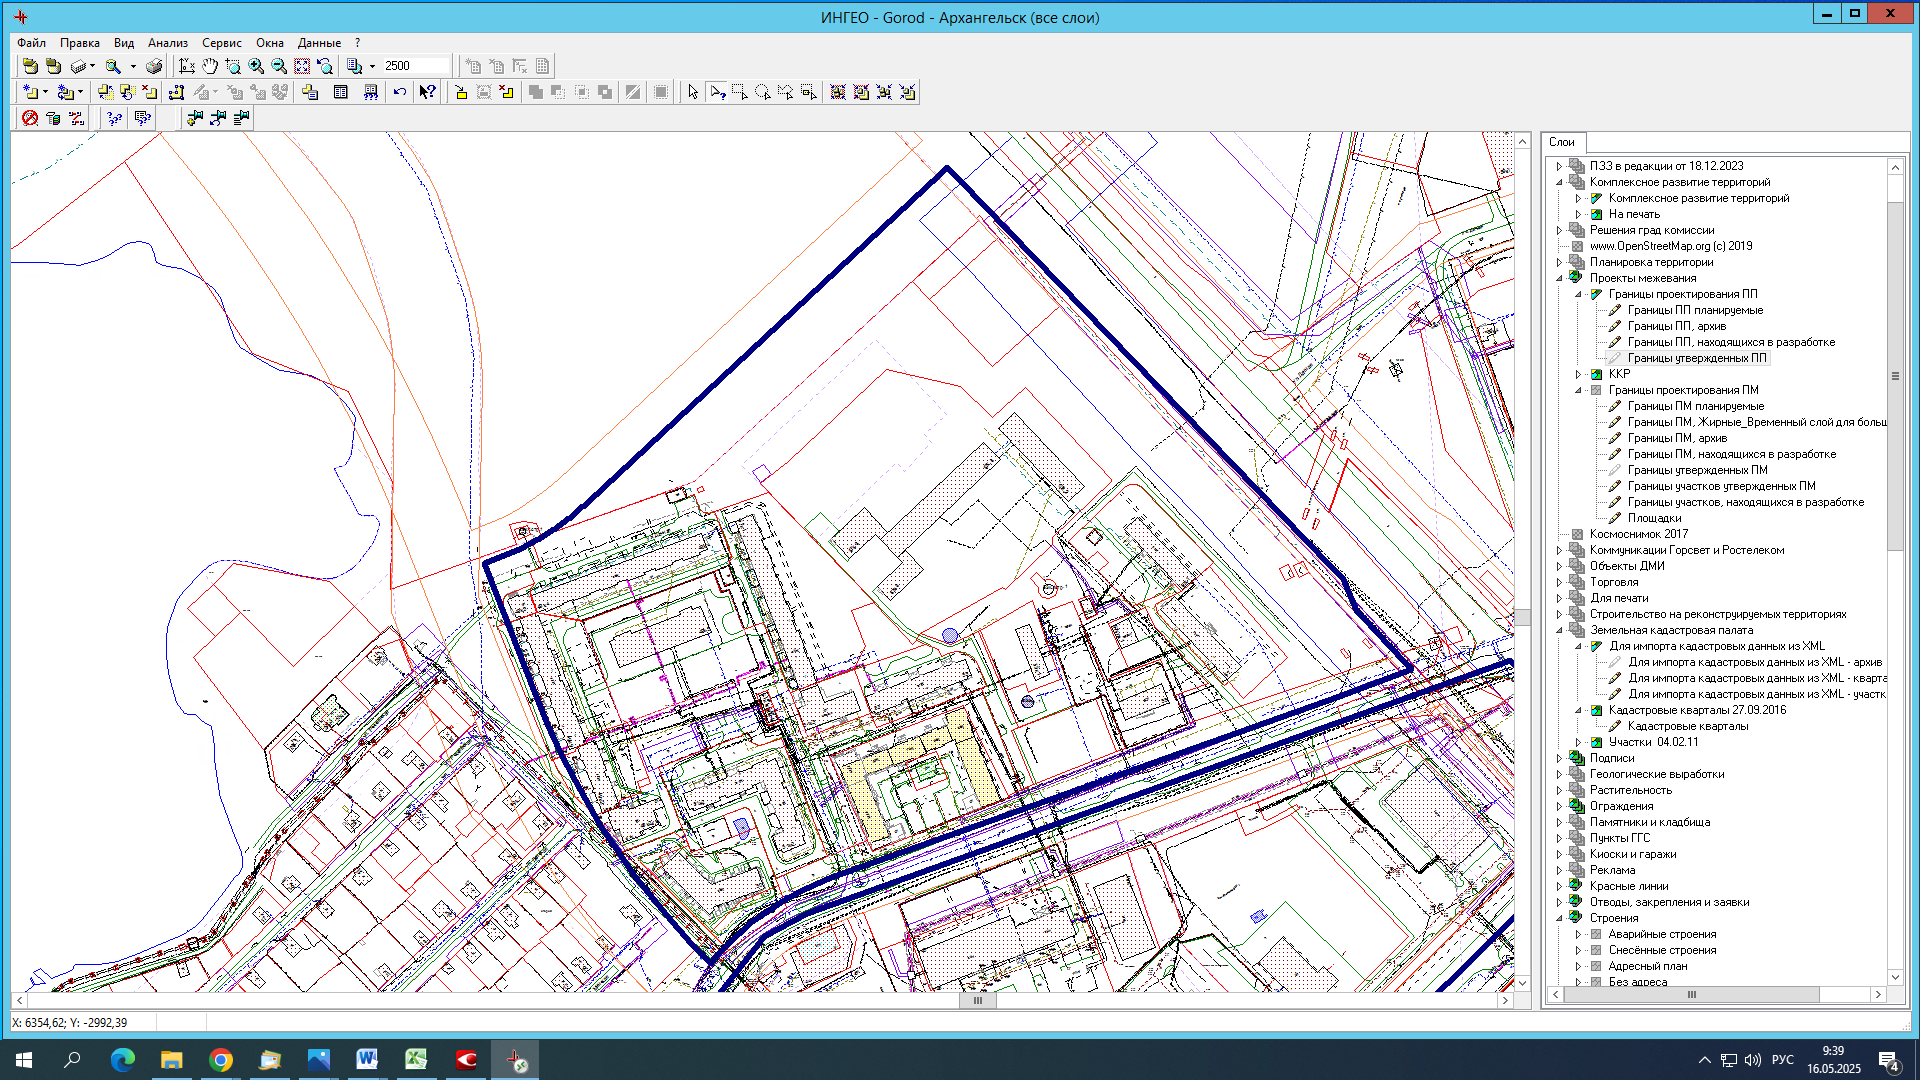 ИНГЕО - Gorod - Архангельск (все слои)
Файл Правка Вид Анализ Сервис Окна Данные ?
2500
Слои
ПЗЗ в редакции от 18.12.2023
Комплексное развитие территорий
Комплексное развитие территорий
На печать
Решения град комиссии
www.OpenStreetMap.org (c) 2019
Планировка территории
Проекты межевания
Границы проектирования ПП
Границы ПП планируемые
Границы ПП, архив
Границы ПП, находящихся в разработке
Границы утвержденных ПП
ККР
Границы проектирования ПМ
Границы ПМ планируемые
Границы ПМ, Жирные_Временный слой для больш
Границы ПМ, архив
Границы ПМ, находящихся в разработке
Границы утвержденных ПМ
Границы участков утвержденных ПМ
Границы участков, находящихся в разработке
Площадки
Космоснимок 2017
Коммуникации Горсвет и Ростелеком
Объекты ДМИ
Торговля
Для печати
Строительство на реконструируемых территориях
Земельная кадастровая палата
Для импорта кадастровых данных из XML
Для импорта кадастровых данных из XML - архив
Для импорта кадастровых данных из XML - кварта
Для импорта кадастровых данных из XML - участк
Кадастровые кварталы 27.09.2016
Кадастровые кварталы
Участки 04.02.11
Подписи
Геологические выработки
Растительность
Ограждения
Памятники и кладбища
Пункты ГГС
Киоски и гаражи
Реклама
Красные линии
Отводы, закрепления и заявки
Строения
Аварийные строения
Снесённые строения
Адресный план
Без адреса
X: 6354,62; Y: -2992,39
РУС
9:39
16.05.2025
4